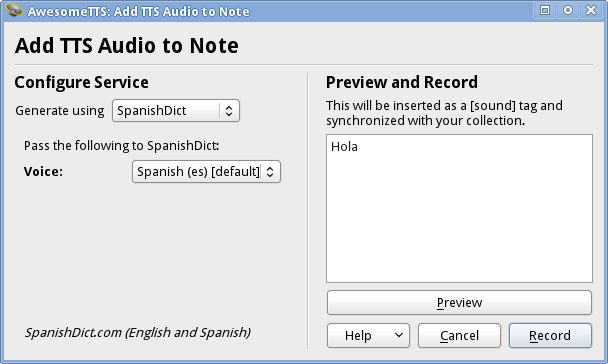 AwesomeTTS: Add TTS Audio to Note
Add TTS Audio to Note
Configure Service
Generate using SpanishDict
Pass the following to SpanishDict:
Voice: Spanish (es) [default]
SpanishDict.com (English and Spanish)
Preview and Record
This will be inserted as a [sound] tag and
synchronized with your collection.
Hola
Preview
Help Cancel Record